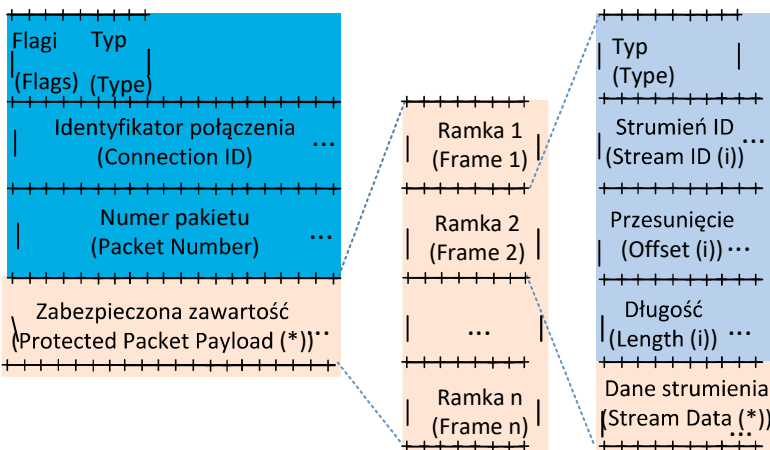 Flagi Typ
(Flags) (Type)
Identyfikator połączenia ...
(Connection ID)
Numer pakietu ...
(Packet Number)
Zabezpieczona zawartość
(Protected Packet Payload (*)) ...
Ramka 1
(Frame 1)
Ramka 2
(Frame 2)
...
Ramka n
(Frame n)
Typ
(Type)
Strumień ID
(Stream ID (i)) ...
Przesunięcie
(Offset (i)) ...
Długość
(Length (i)) ...
Dane strumienia
(Stream Data (*))
...